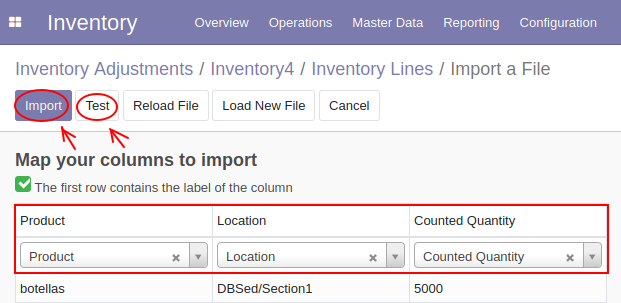 Inventory Overview Operations Master Data Reporting Configuration
Inventory Adjustments / Inventory4 / Inventory Lines / Import a File
Import Test Reload File Load New File Cancel
Map your columns to import
The first row contains the label of the column
Product Location Counted Quantity
Product Location Counted Quantity
botellas DBSed/Section1 5000